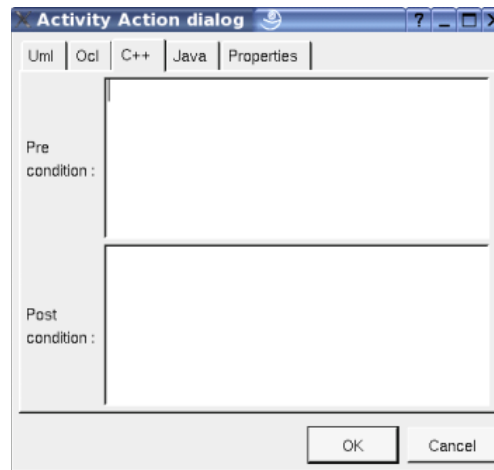 Activity Action dialog
Uml Ocl C++ Java Properties
Pre
condition :
Post
condition :
OK Cancel